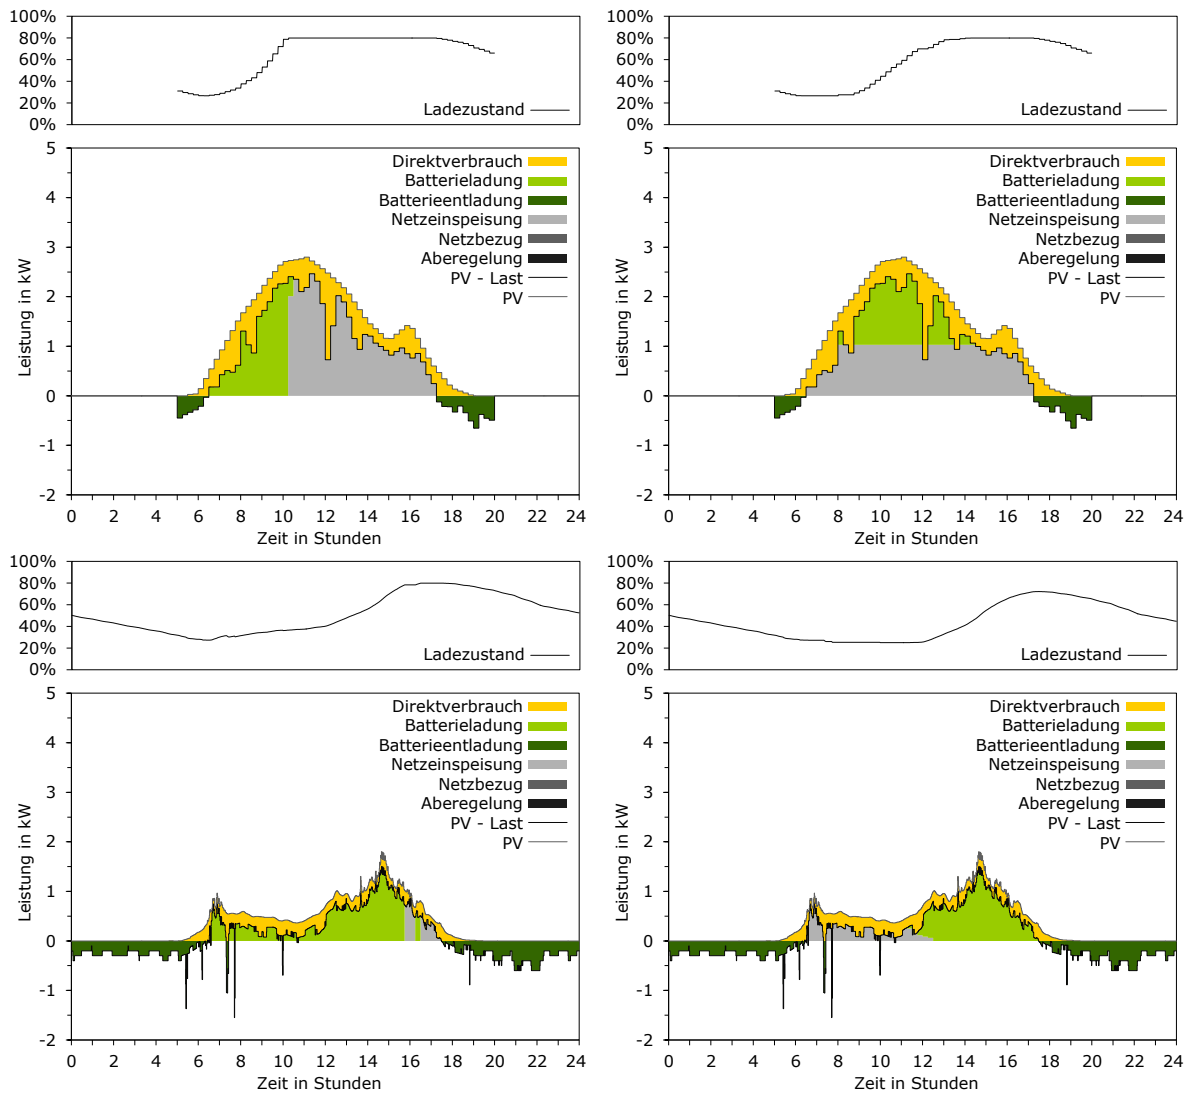 100%
80%
60%
40%
20%
0%
Ladezustand
5
4
3
2
1
0
-1
-2
Leistung in kW
Direktverbrauch
Batterieladung
Batterieentladung
Netzeinspeisung
Netzbezug
Aberegelung
PV - Last
PV
0 2 4 6 8 10 12 14 16 18 20 22 24
Zeit in Stunden
100%
80%
60%
40%
20%
0%
Ladezustand
5
4
3
2
1
0
-1
-2
Leistung in kW
Direktverbrauch
Batterieladung
Batterieentladung
Netzeinspeisung
Netzbezug
Aberegelung
PV - Last
PV
0 2 4 6 8 10 12 14 16 18 20 22 24
Zeit in Stunden
100%
80%
60%
40%
20%
0%
Ladezustand
5
4
3
2
1
0
-1
-2
Leistung in kW
Direktverbrauch
Batterieladung
Batterieentladung
Netzeinspeisung
Netzbezug
Aberegelung
PV - Last
PV
0 2 4 6 8 10 12 14 16 18 20 22 24
Zeit in Stunden
100%
80%
60%
40%
20%
0%
Ladezustand
5
4
3
2
1
0
-1
-2
Leistung in kW
Direktverbrauch
Batterieladung
Batterieentladung
Netzeinspeisung
Netzbezug
Aberegelung
PV - Last
PV
0 2 4 6 8 10 12 14 16 18 20 22 24
Zeit in Stunden